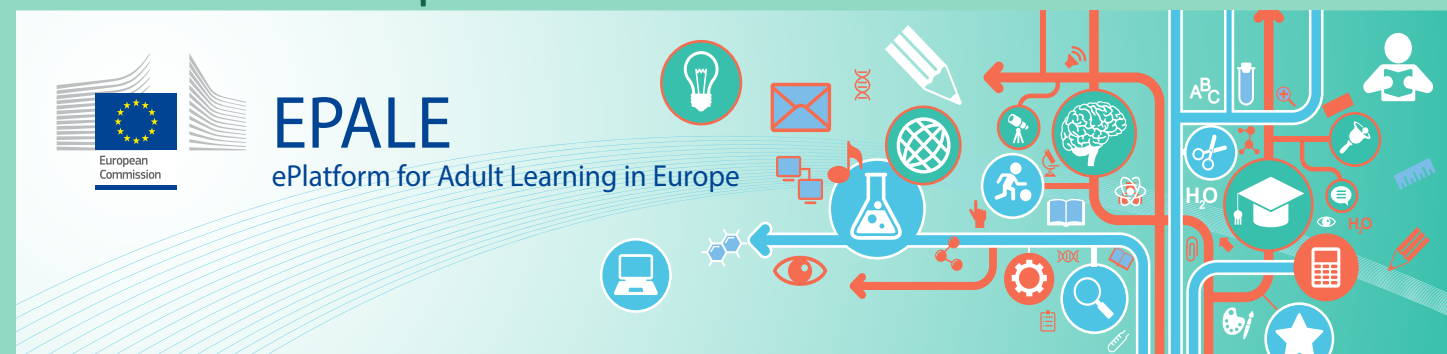 European
Commission
EPALE
ePlatform for Adult Learning in Europe
ABC
H2O
H2O